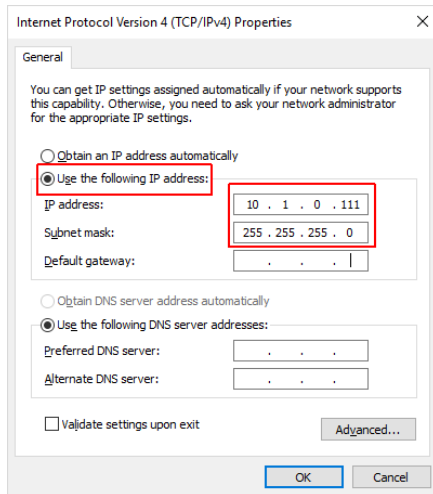 Internet Protocol Version 4 (TCP/IPv4) Properties
General
You can get IP settings assigned automatically if your network supports
this capability. Otherwise, you need to ask your network administrator
for the appropriate IP settings.
Obtain an IP address automatically
Use the following IP address:
IP address: 10 . 1 . 0 . 111
Subnet mask: 255 . 255 . 255 . 0
Default gateway: . . .
Obtain DNS server address automatically
Use the following DNS server addresses:
Preferred DNS server: . . .
Alternate DNS server: . . .
Validate settings upon exit
Advanced...
OK Cancel